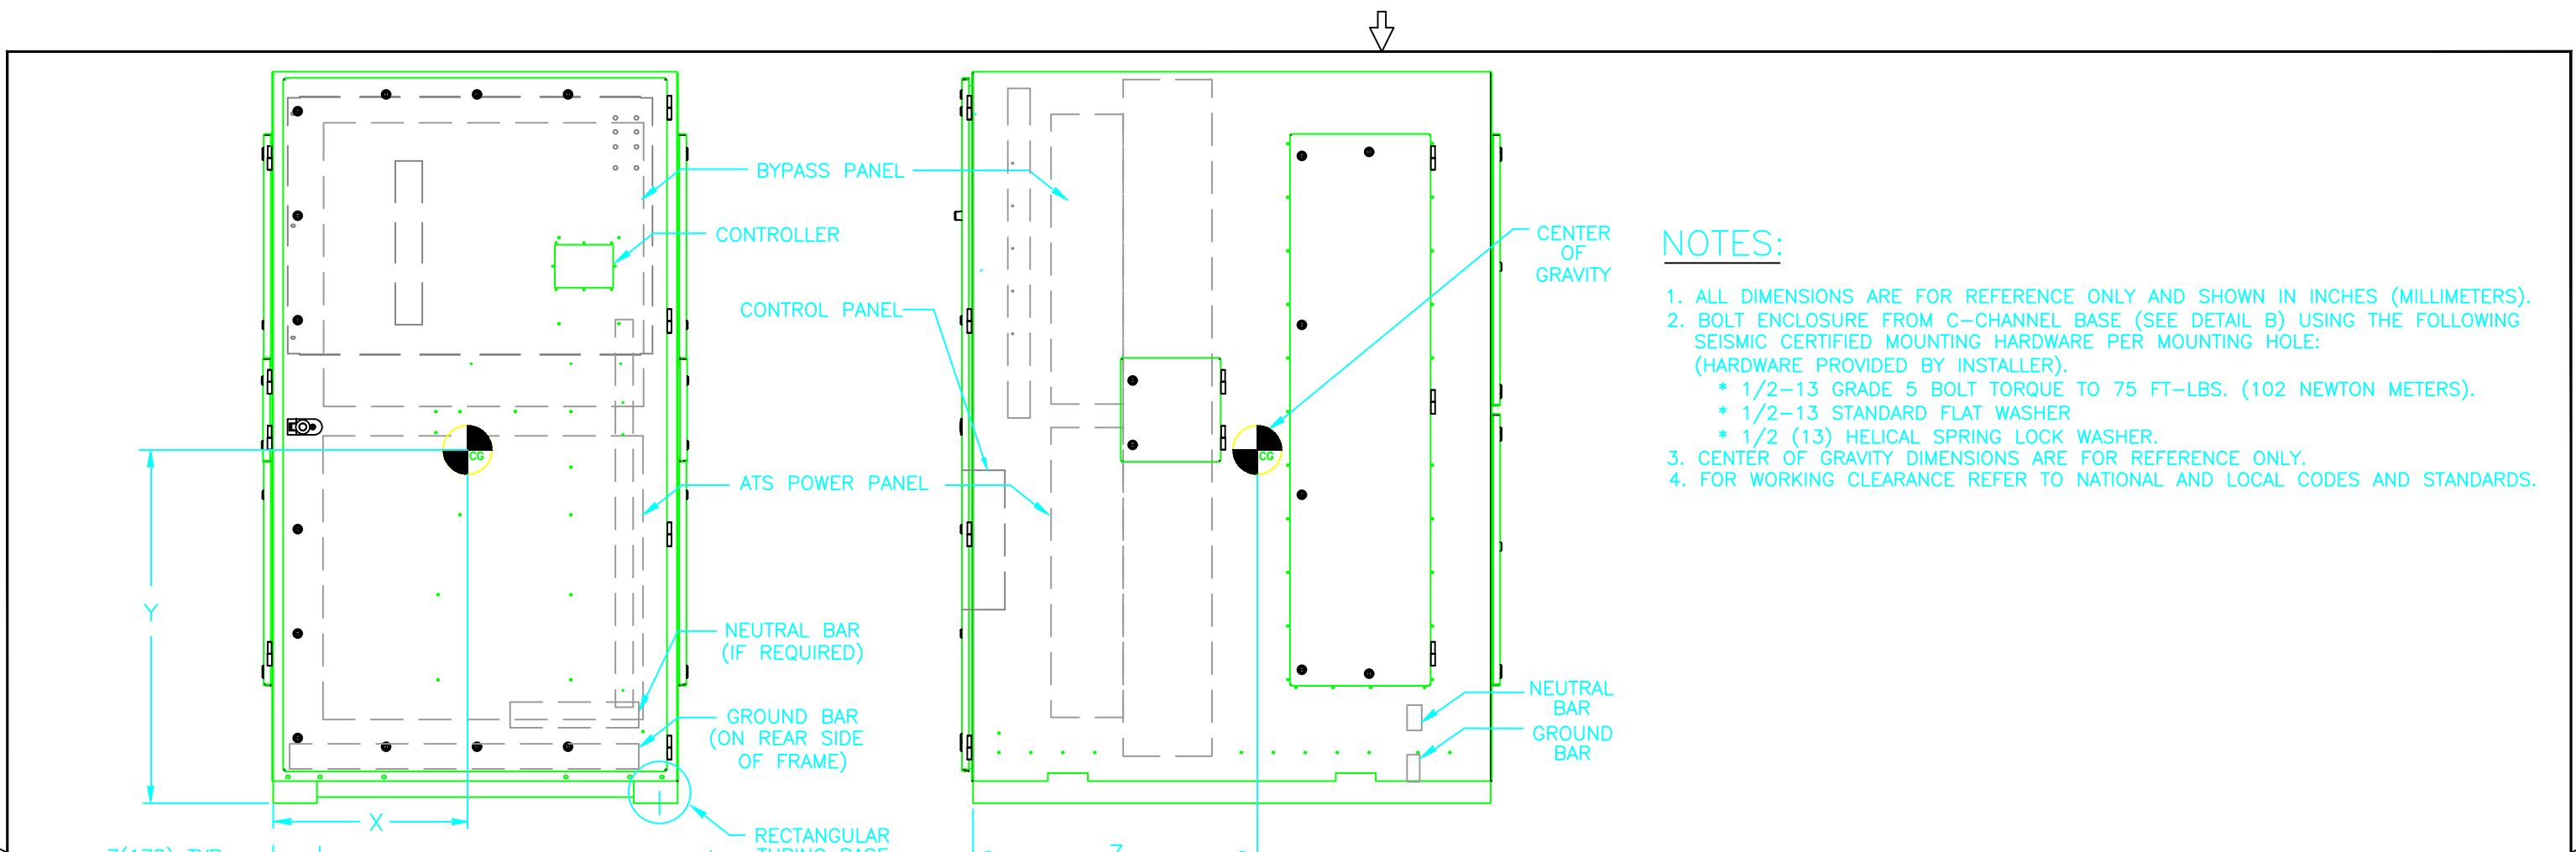 BYPASS PANEL
CONTROLLER
CONTROL PANEL
CENTER
OF
GRAVITY
CG
CG
ATS POWER PANEL
Y
NEUTRAL BAR
(IF REQUIRED)
GROUND BAR
(ON REAR SIDE
OF FRAME)
NEUTRAL
BAR
GROUND
BAR
X
RECTANGULAR
NOTES:
1. ALL DIMENSIONS ARE FOR REFERENCE ONLY AND SHOWN IN INCHES (MILLIMETERS).
2. BOLT ENCLOSURE FROM C-CHANNEL BASE (SEE DETAIL B) USING THE FOLLOWING
SEISMIC CERTIFIED MOUNTING HARDWARE PER MOUNTING HOLE:
(HARDWARE PROVIDED BY INSTALLER).
* 1/2-13 GRADE 5 BOLT TORQUE TO 75 FT-LBS. (102 NEWTON METERS).
* 1/2-13 STANDARD FLAT WASHER
* 1/2 (13) HELICAL SPRING LOCK WASHER.
3. CENTER OF GRAVITY DIMENSIONS ARE FOR REFERENCE ONLY.
4. FOR WORKING CLEARANCE REFER TO NATIONAL AND LOCAL CODES AND STANDARDS.